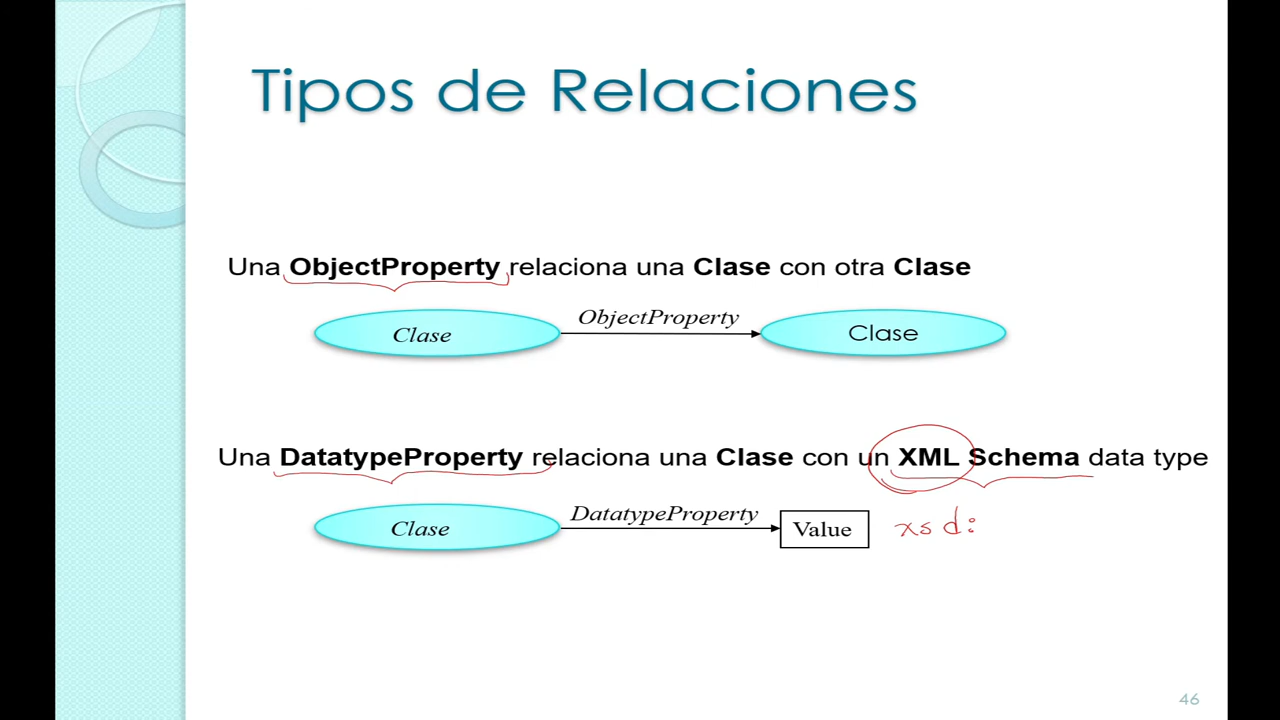 Tipos de Relaciones
Una ObjectProperty relaciona una Clase con otra Clase
Clase
ObjectProperty
Clase
Una DatatypeProperty relaciona una Clase con un XML Schema data type
Clase
DatatypeProperty
Value
xsd:
46